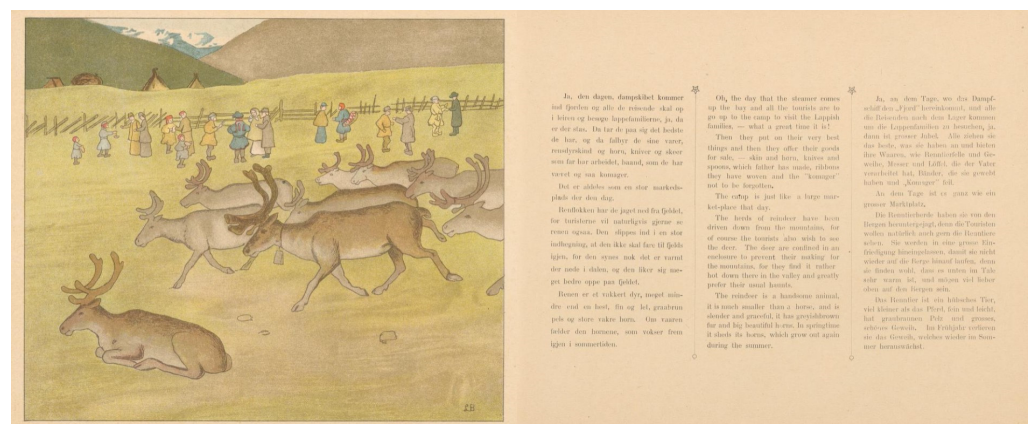 Ja, den dagen, dampskibet kommer
ind fjorden og alle de reisende skal op
i leiren og besøge lappefamilierne, ja, da
er der stas. Da tar de paa sig det bedste
de har, og da falbyr de sine varer,
rensdyrskind og horn, kniver og skeer
som far har arbeidet, baand, som de har
vævet og saa komager.
Det er aldeles som en stor markeds-
plads der den dag.
Renflokken har de jaget ned fra fjeldet,
for turisterne vil naturligvis gjerne se
renen ogsaa. Den slippes ind i en stor
indhegning, at den ikke skal fare til fjelds
igjen, for den synes nok det er varmt
der nede i dalen, og den liker sig me-
get bedre oppe paa fjeldet.
Renen er et vakkert dyr, meget min-
dre end en hest, fin og let, graabrun
pels og store vakre horn. Om vaaren
fælder den hornene, som vokser frem
igjen i sommertiden.
Oh, the day that the steamer comes
up the bay and all the tourists are to
go up to the camp to visit the Lappish
families, — what a great time it is!
Then they put on their very best
things and then they offer their goods
for sale, — skin and horn, knives and
spoons, which father has made, ribbons
they have woven and the "komager"
not to be forgotten.
The camp is just like a large mar-
ket-place that day.
The herds of reindeer have been
driven down from the mountains, for
of course the tourists also wish to see
the deer. The deer are confined in an
enclosure to prevent their making for
the mountains, for they find it rather
hot down there in the valley and greatly
prefer their usual haunts.
The reindeer is a handsome animal,
it is much smaller than a horse, and is
slender and graceful, it has greyishbrown
fur and big beautiful horns. In springtime
it sheds its horns, which grow out again
during the summer.
Ja, an dem Tage, wo das Dampf-
schiff den „Fjord" hereinkommt, und alle
die Reisenden nach dem Lager kommen
um die Lappenfamilien zu besuchen, ja,
dann ist grosser Jubel. Alle ziehen sie
das beste, was sie haben an und bieten
ihre Waaren, wie Renntierfelle und Ge-
weihe, Messer und Löffel, die der Vater
verarbeitet hat, Bänder, die sie gewebt
haben und „Komager" feil.
An dem Tage ist es ganz wie ein
grosser Marktplatz.
Die Renntierhorde haben sie von den
Bergen heruntergejagt, denn die Touristen
wollen natürlich auch gern die Renntiere
sehen. Sie werden in eine grosse Ein-
friedigung hineingelassen, damit sie nicht
wieder auf die Berge hinauf laufen, denn
sie finden wohl, dass es unten im Tale
sehr warm ist, und mögen viel lieber
oben auf den Bergen sein.
Das Renntier ist ein hübsches Tier,
viel kleiner als das Pferd, fein und leicht,
hat graubraunen Pelz und grosses,
schönes Geweih. Im Frühjahr verlieren
sie das Geweih, welches wieder im Som-
mer herauswächst.
LB